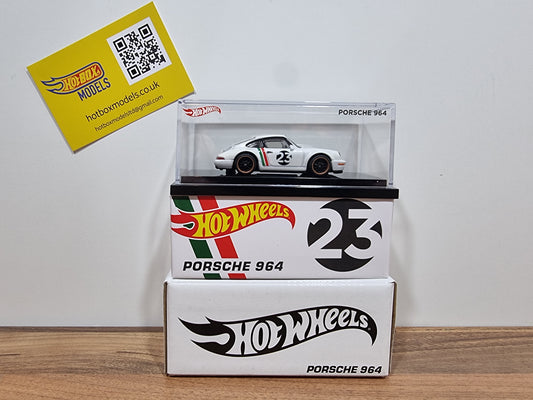 HOTBOX
MODELS
hotboxmodels.co.uk
hotboxmodelsltd@gmail.com
HOT WHEELS
PORSCHE 964
23
HOT WHEELS
23
PORSCHE 964
HOT WHEELS
PORSCHE 964